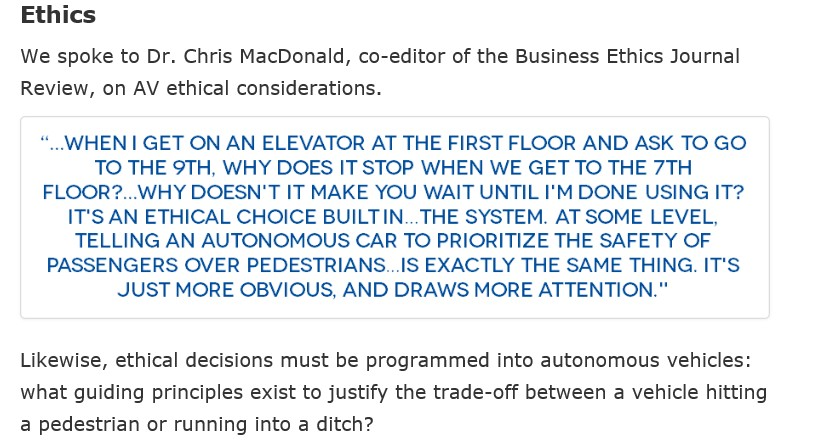 Ethics
We spoke to Dr. Chris MacDonald, co-editor of the Business Ethics Journal
Review, on AV ethical considerations.
“...WHEN I GET ON AN ELEVATOR AT THE FIRST FLOOR AND ASK TO GO
TO THE 9TH, WHY DOES IT STOP WHEN WE GET TO THE 7TH
FLOOR?...WHY DOESN'T IT MAKE YOU WAIT UNTIL I'M DONE USING IT?
IT'S AN ETHICAL CHOICE BUILT IN...THE SYSTEM. AT SOME LEVEL,
TELLING AN AUTONOMOUS CAR TO PRIORITIZE THE SAFETY OF
PASSENGERS OVER PEDESTRIANS...IS EXACTLY THE SAME THING. IT'S
JUST MORE OBVIOUS, AND DRAWS MORE ATTENTION."
Likewise, ethical decisions must be programmed into autonomous vehicles:
what guiding principles exist to justify the trade-off between a vehicle hitting
a pedestrian or running into a ditch?